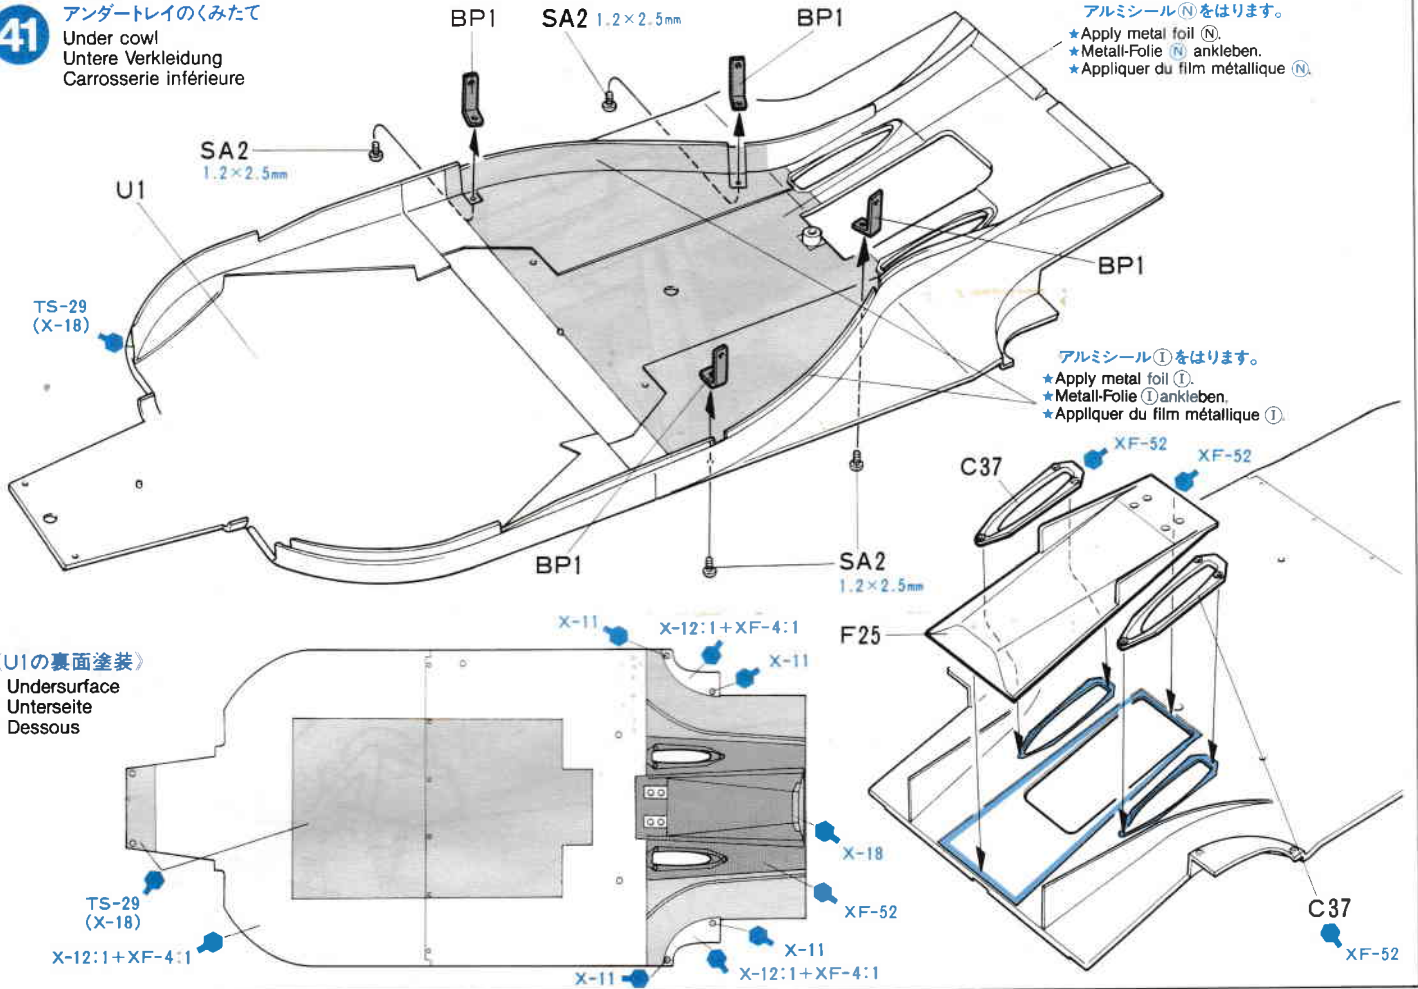 41
アンダートレイのくみたて
Under cowl
Untere Verkleidung
Carrosserie inférieure
BP1
SA2 1.2×2.5mm
BP1
アルミシールⓃをはります。
★Apply metal foil Ⓝ.
★Metall-Folie Ⓝ ankleben.
★Appliquer du film métallique Ⓝ.
SA2
1.2×2.5mm
U1
BP1
TS-29
(X-18)
アルミシールⒾをはります。
★Apply metal foil Ⓘ.
★Metall-Folie Ⓘ ankleben.
★Appliquer du film métallique Ⓘ.
BP1
SA2
1.2×2.5mm
C37
XF-52
XF-52
F25
C37
XF-52
《U1の裏面塗装》
Undersurface
Unterseite
Dessous
X-11
X-12:1+XF-4:1
X-11
X-18
XF-52
TS-29
(X-18)
X-12:1+XF-4:1
X-11
X-11
X-12:1+XF-4:1